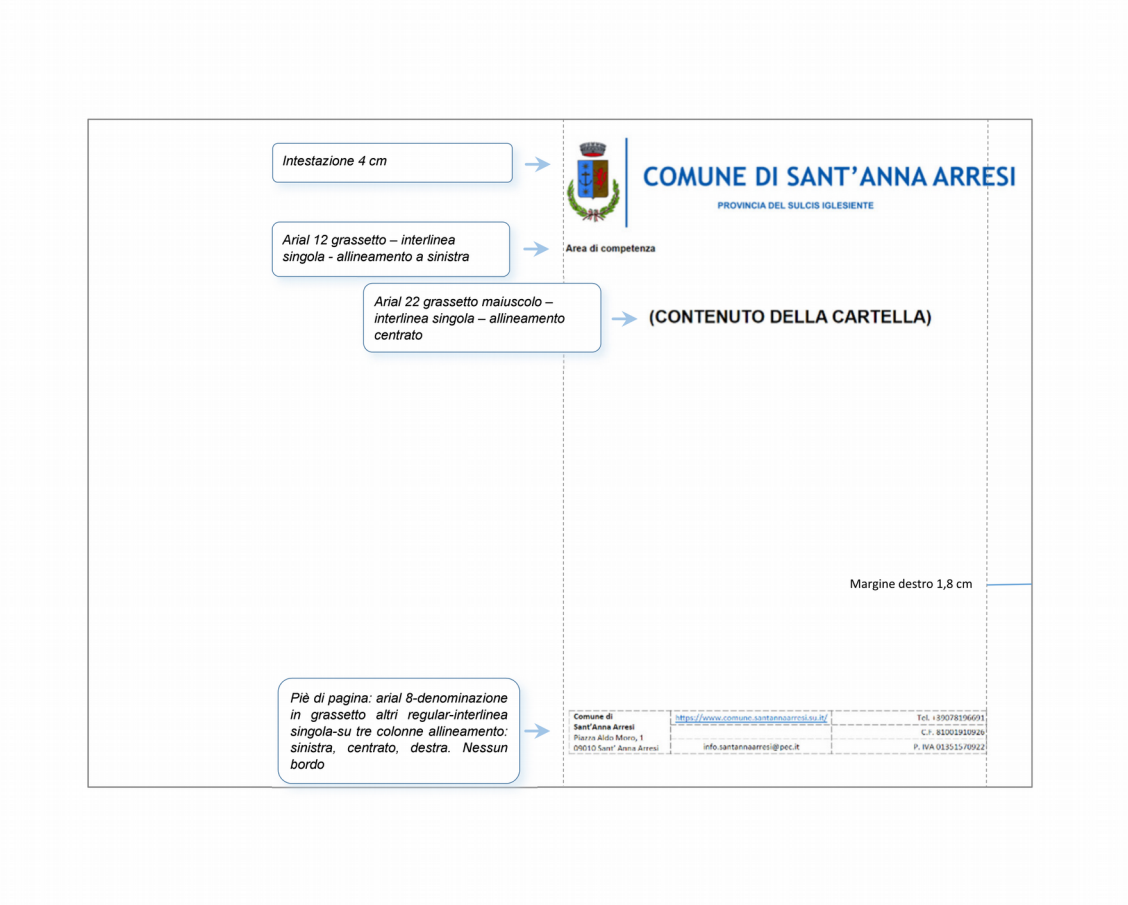 Intestazione 4 cm
COMUNE DI SANT'ANNA ARRESI
PROVINCIA DEL SULCIS IGLESIENTE
Arial 12 grassetto – interlinea
singola - allineamento a sinistra
Area di competenza
Arial 22 grassetto maiuscolo –
interlinea singola – allineamento
centrato
(CONTENUTO DELLA CARTELLA)
Margine destro 1,8 cm
Piè di pagina: arial 8-denominazione
in grassetto altri regular-interlinea
singola-su tre colonne allineamento:
sinistra, centrato, destra. Nessun
bordo
Comune di
Sant'Anna Arresi
Piazza Aldo Moro, 1
09010 Sant' Anna Arresi
https://www.comune.santannaarresi.su.it/
info.santannaarresi@pec.it
Tel. +39078196691
C.F. 81001910926
P. IVA 01351570922